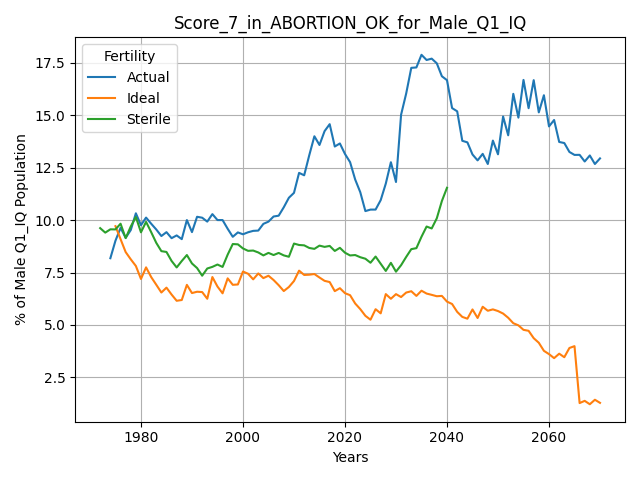 Score_7_in_ABORTION_OK_for_Male_Q1_IQ
Fertility
Actual
Ideal
Sterile
% of Male Q1_IQ Population
17.5
15.0
12.5
10.0
7.5
5.0
2.5
1980 2000 2020 2040 2060
Years